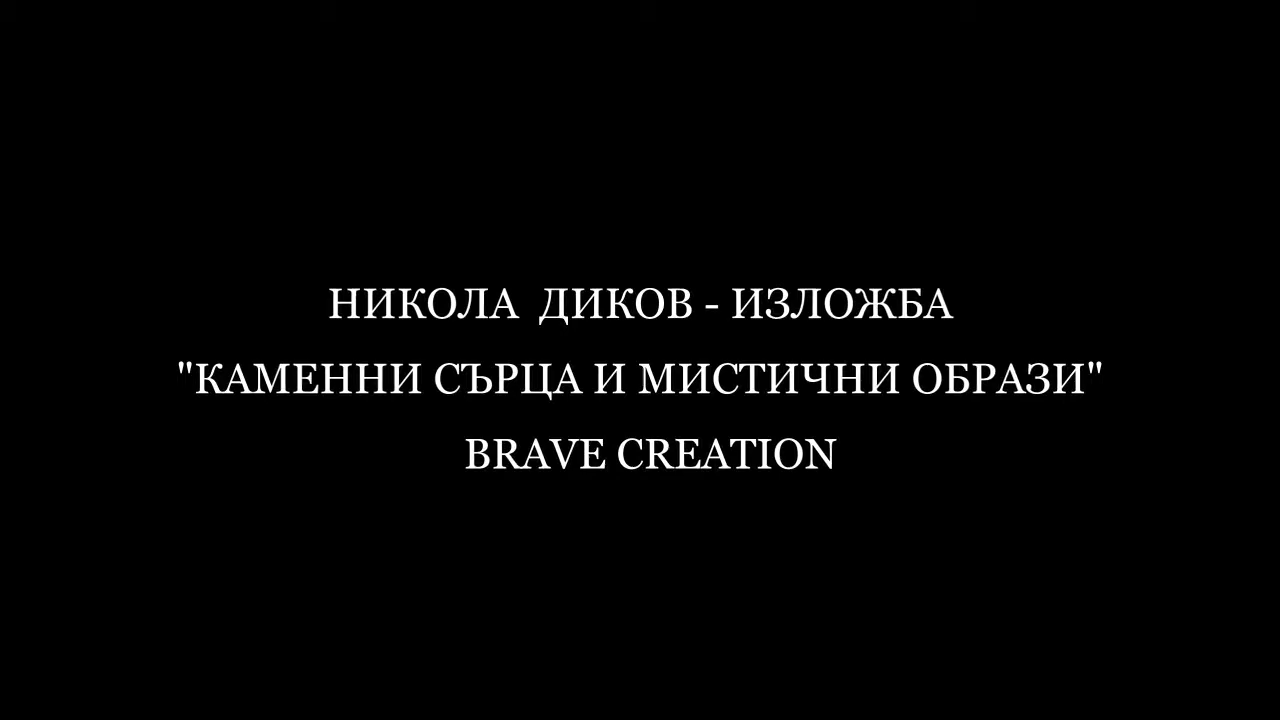 НИКОЛА  ДИКОВ - ИЗЛОЖБА
"КАМЕННИ СЪРЦА И МИСТИЧНИ ОБРАЗИ"
BRAVE CREATION